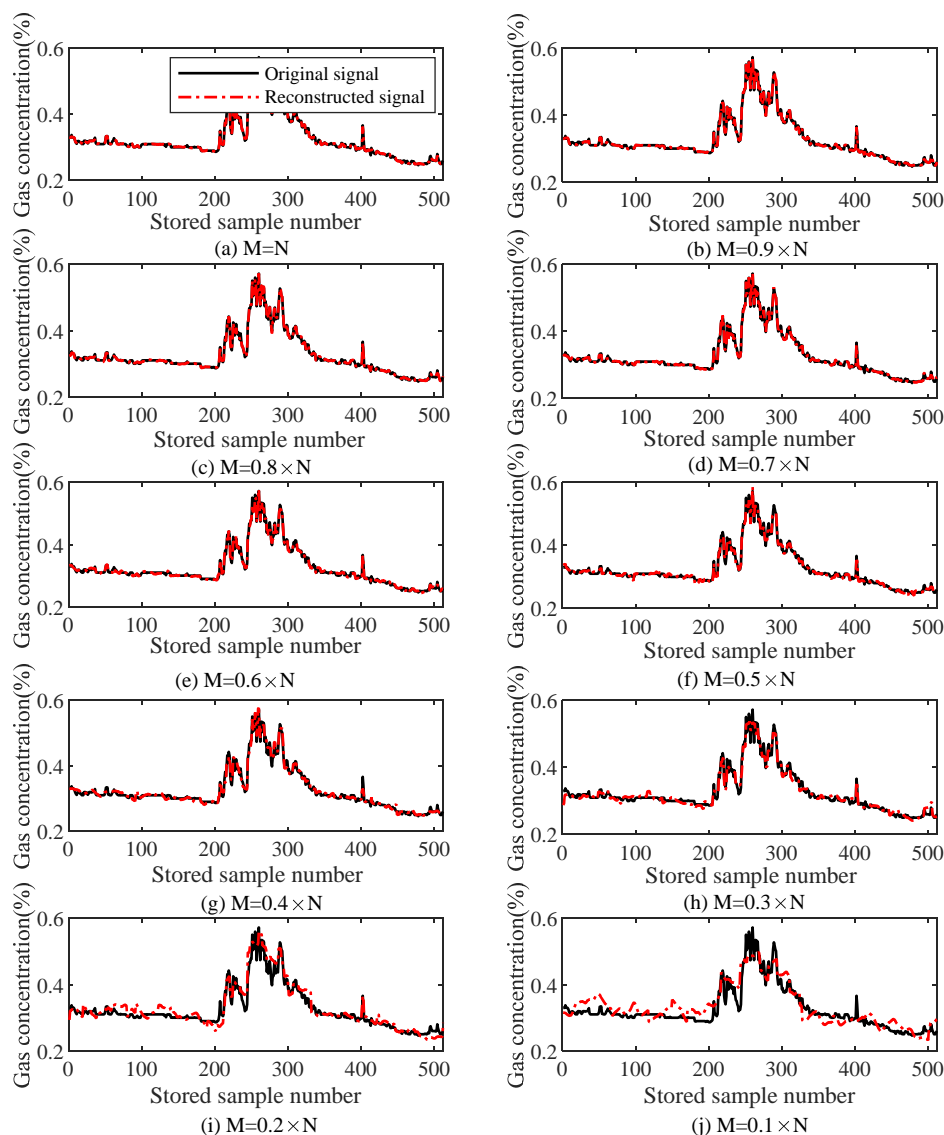 Gas concentration(%)
0.6
0.4
0.2
Original signal
Reconstructed signal
0 100 200 300 400 500
Stored sample number
(a) M=N
Gas concentration(%)
0.6
0.4
0.2
0 100 200 300 400 500
Stored sample number
(b) M=0.9×N
Gas concentration(%)
0.6
0.4
0.2
0 100 200 300 400 500
Stored sample number
(c) M=0.8×N
Gas concentration(%)
0.6
0.4
0.2
0 100 200 300 400 500
Stored sample number
(d) M=0.7×N
Gas concentration(%)
0.6
0.4
0.2
0 100 200 300 400 500
Stored sample number
(e) M=0.6×N
Gas concentration(%)
0.6
0.4
0.2
0 100 200 300 400 500
Stored sample number
(f) M=0.5×N
Gas concentration(%)
0.6
0.4
0.2
0 100 200 300 400 500
Stored sample number
(g) M=0.4×N
Gas concentration(%)
0.6
0.4
0.2
0 100 200 300 400 500
Stored sample number
(h) M=0.3×N
Gas concentration(%)
0.6
0.4
0.2
0 100 200 300 400 500
Stored sample number
(i) M=0.2×N
Gas concentration(%)
0.6
0.4
0.2
0 100 200 300 400 500
Stored sample number
(j) M=0.1×N